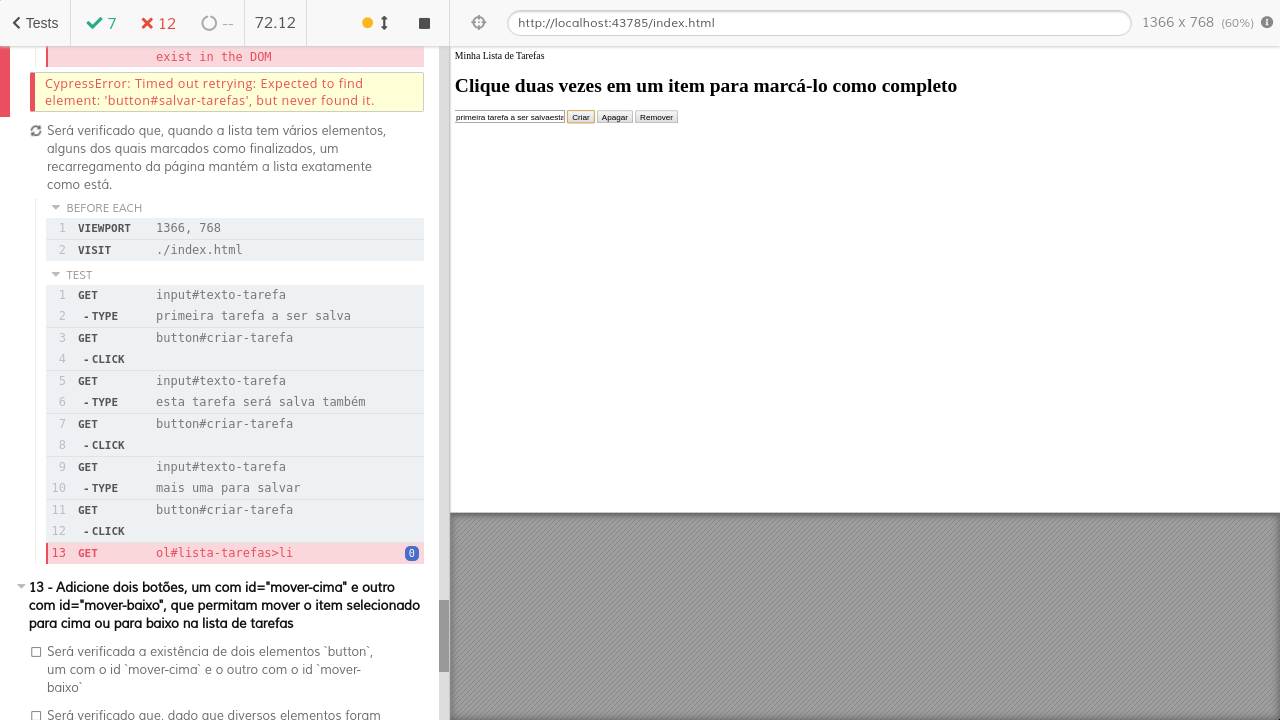 Tests
7
12
--
72.12
http://localhost:43785/index.html
1366 x 768 (60%)
exist in the DOM
CypressError: Timed out retrying: Expected to find
element: 'button#salvar-tarefas', but never found it.
Será verificado que, quando a lista tem vários elementos,
alguns dos quais marcados como finalizados, um
recarregamento da página mantém a lista exatamente
como está.
BEFORE EACH
1 VIEWPORT 1366, 768
2 VISIT ./index.html
TEST
1 GET input#texto-tarefa
2 -TYPE primeira tarefa a ser salva
3 GET button#criar-tarefa
4 -CLICK
5 GET input#texto-tarefa
6 -TYPE esta tarefa será salva também
7 GET button#criar-tarefa
8 -CLICK
9 GET input#texto-tarefa
10 -TYPE mais uma para salvar
11 GET button#criar-tarefa
12 -CLICK
13 GET ol#lista-tarefas>li 0
13 - Adicione dois botões, um com id="mover-cima" e outro
com id="mover-baixo", que permitam mover o item selecionado
para cima ou para baixo na lista de tarefas
Será verificada a existência de dois elementos `button`,
um com o id `mover-cima` e o outro com o id `mover-
baixo`
Será verificado que, dado que diversos elementos foram
Minha Lista de Tarefas
Clique duas vezes em um item para marcá-lo como completo
primeira tarefa a ser salvaesta
Criar
Apagar
Remover